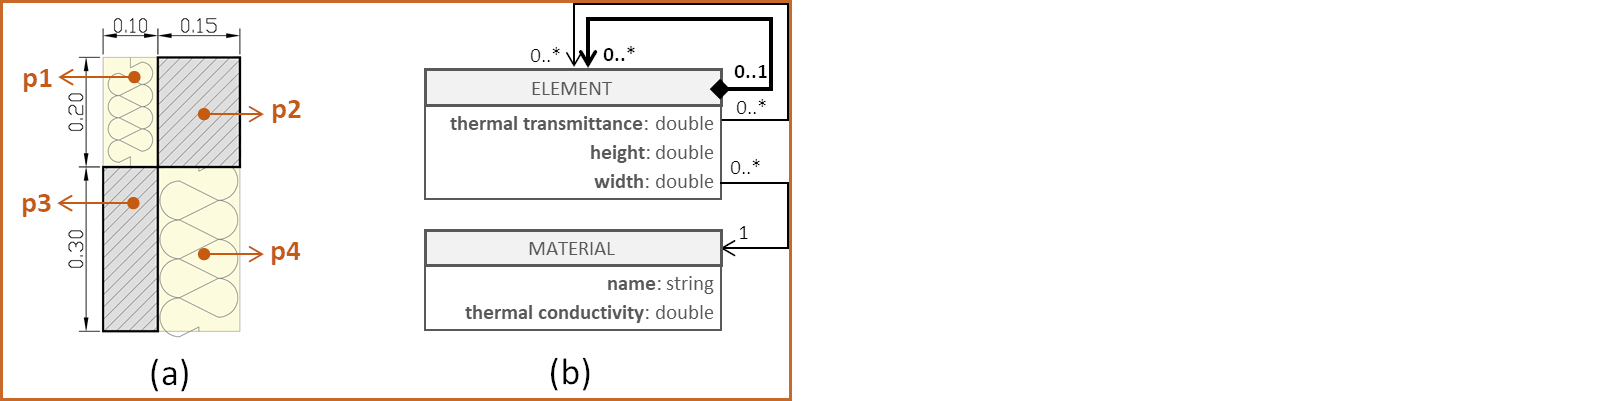 0.10 0.15
p1
0.20
p2
p3
0.30
p4
(a)
0..* 0..*
0..1
ELEMENT
0..*
thermal transmittance: double
height: double
0..*
width: double
1
MATERIAL
name: string
thermal conductivity: double
(b)